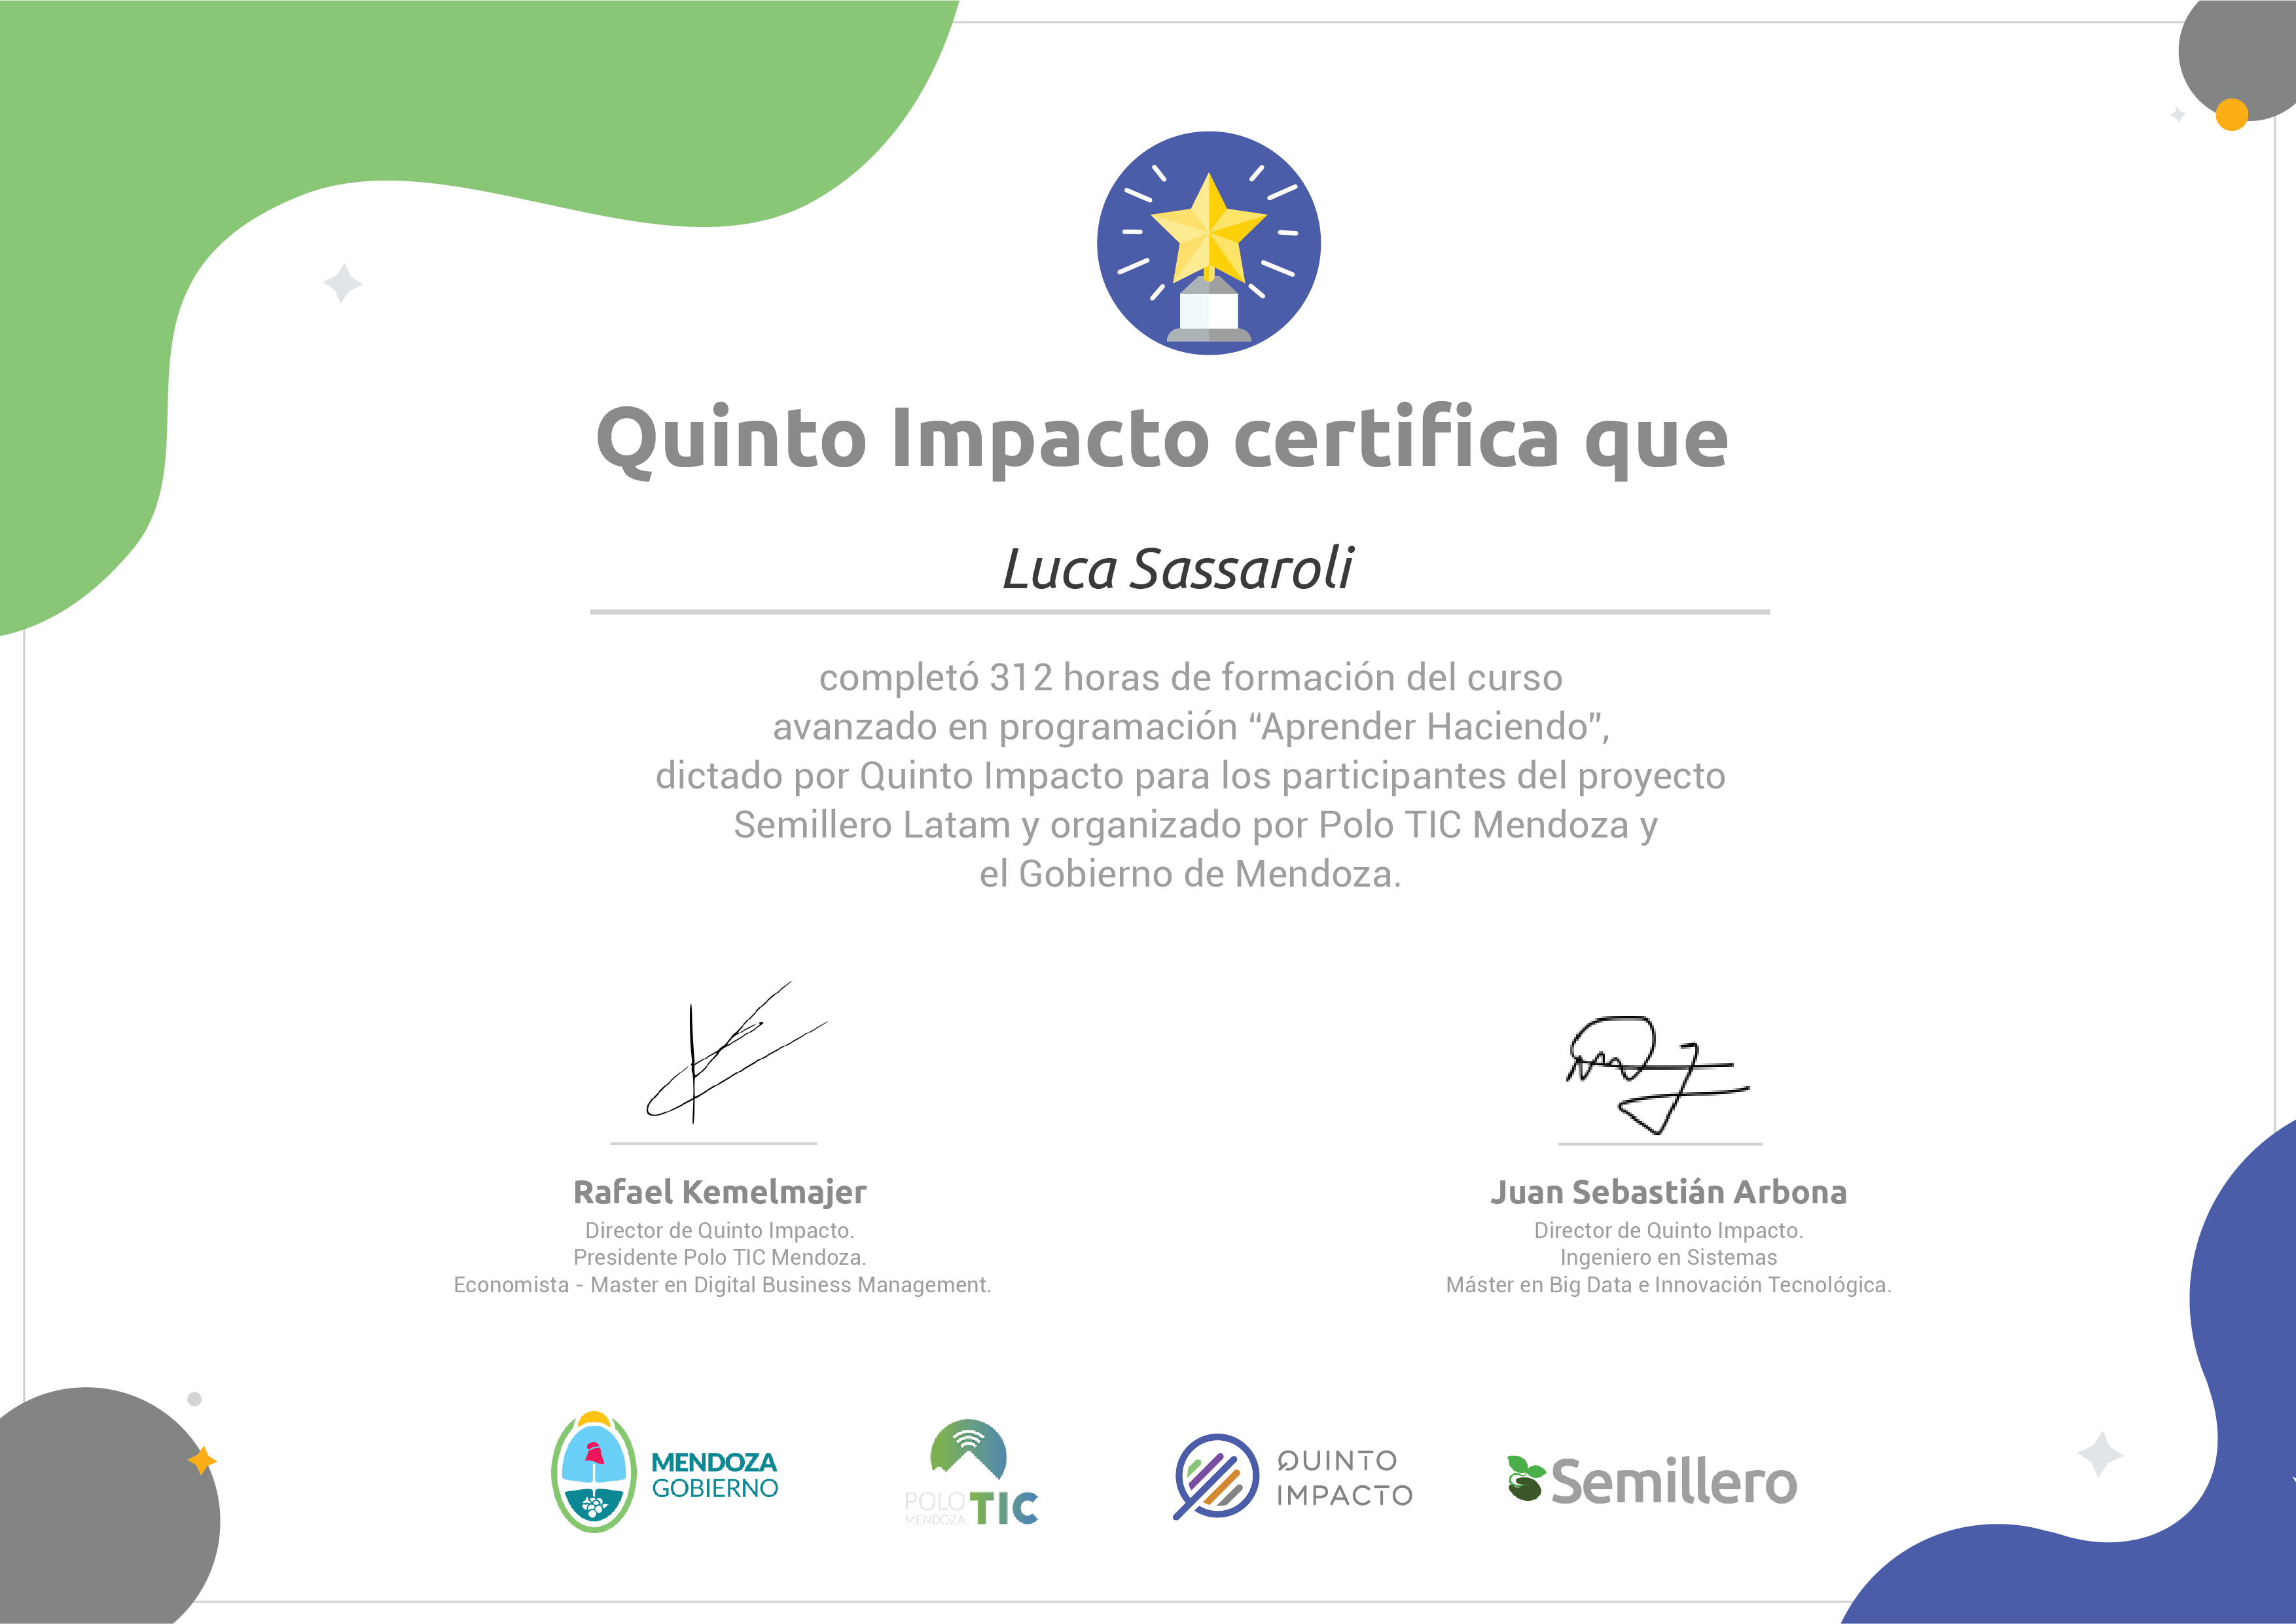 Quinto Impacto certifica que
Luca Sassaroli
completó 312 horas de formación del curso
avanzado en programación “Aprender Haciendo”,
dictado por Quinto Impacto para los participantes del proyecto
Semillero Latam y organizado por Polo TIC Mendoza y
el Gobierno de Mendoza.
Rafael Kemelmajer
Director de Quinto Impacto.
Presidente Polo TIC Mendoza.
Economista - Master en Digital Business Management.
Juan Sebastián Arbona
Director de Quinto Impacto.
Ingeniero en Sistemas
Máster en Big Data e Innovación Tecnológica.
MENDOZA
GOBIERNO
POLO
MENDOZA
TIC
QUINTO
IMPACTO
Semillero